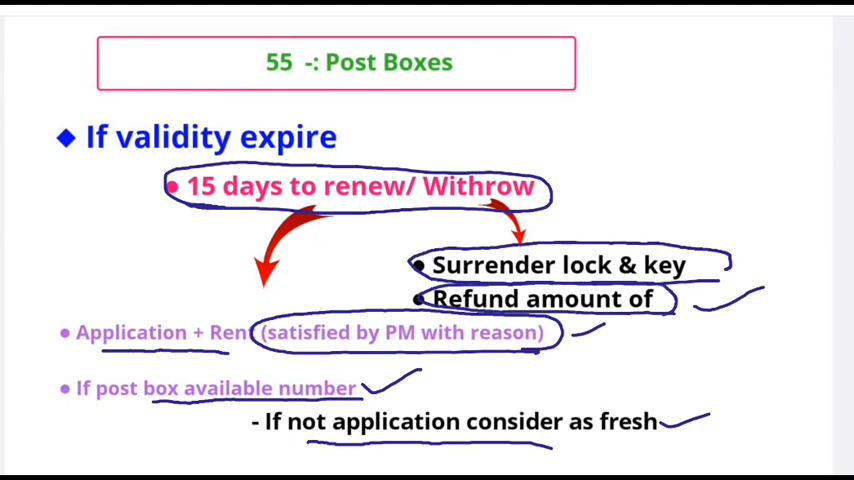 55 -: Post Boxes
◆ If validity expire
• 15 days to renew/ Withrow
• Surrender lock & key
• Refund amount of
• Application + Rent (satisfied by PM with reason)
• If post box available number
- If not application consider as fresh